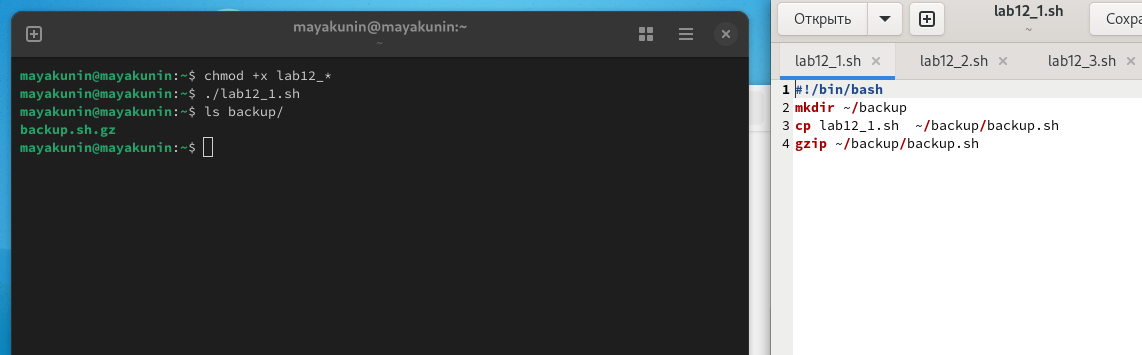 mayakunin@mayakunin:~
~
mayakunin@mayakunin:~$ chmod +x lab12_*
mayakunin@mayakunin:~$ ./lab12_1.sh
mayakunin@mayakunin:~$ ls backup/
backup.sh.gz
mayakunin@mayakunin:~$
Открыть
lab12_1.sh
~
lab12_1.sh
lab12_2.sh
lab12_3.sh
1 #!/bin/bash
2 mkdir ~/backup
3 cp lab12_1.sh  ~/backup/backup.sh
4 gzip ~/backup/backup.sh